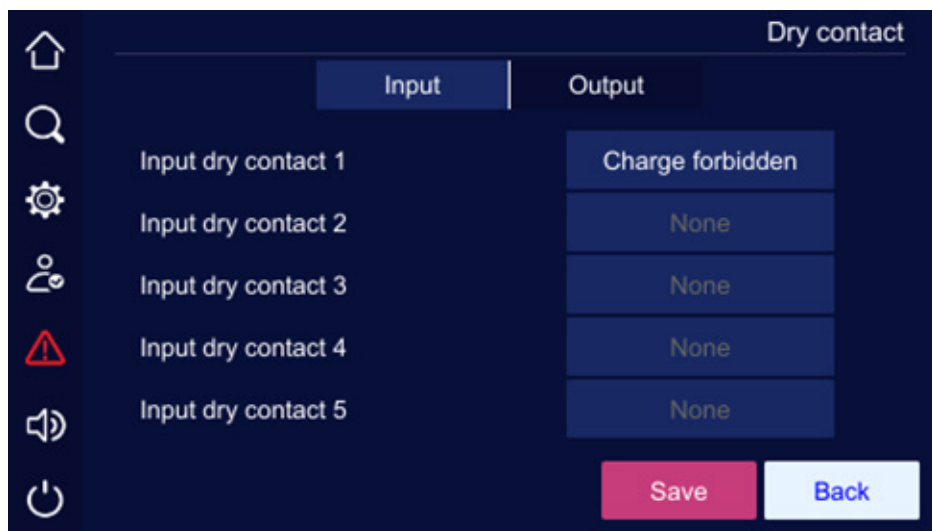 Dry contact
Input Output
Input dry contact 1 Charge forbidden
Input dry contact 2 None
Input dry contact 3 None
Input dry contact 4 None
Input dry contact 5 None
Save Back